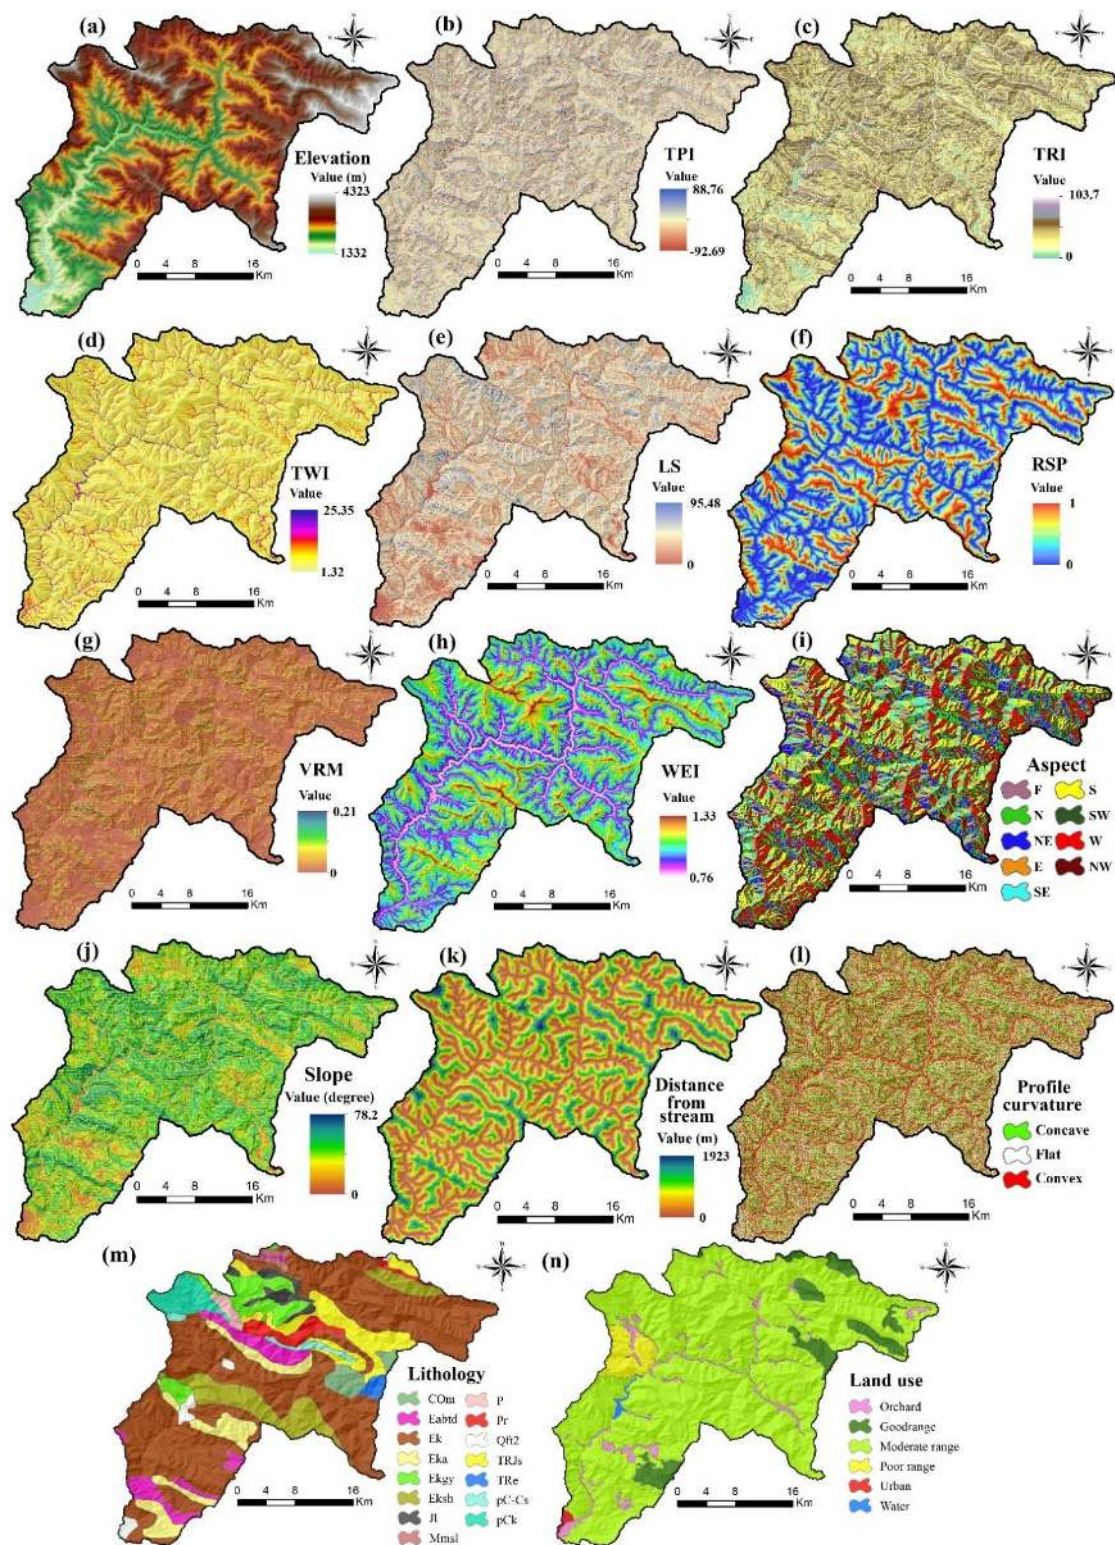 (a)
Elevation
Value (m)
4323
1332
0 4 8 16
Km
(b)
TPI
Value
88.76
-92.69
0 4 8 16
Km
(c)
TRI
Value
103.7
0
0 4 8 16
Km
(d)
TWI
Value
25.35
1.32
0 4 8 16
Km
(e)
LS
Value
95.48
0
0 4 8 16
Km
(f)
RSP
Value
1
0
0 4 8 16
Km
(g)
VRM
Value
0.21
0
0 4 8 16
Km
(h)
WEI
Value
1.33
0.76
0 4 8 16
Km
(i)
Aspect
F S
N SW
NE W
E NW
SE
0 4 8 16
Km
(j)
Slope
Value (degree)
78.2
0
0 4 8 16
Km
(k)
Distance
from
stream
Value (m)
1923
0
0 4 8 16
Km
(l)
Profile
curvature
Concave
Flat
Convex
0 4 8 16
Km
(m)
Lithology
COm P
Eabtd Pr
Ek Qft2
Eka TRJs
Ekgy TRe
Eksh pC-Cs
Jl pCk
Mmsl
0 4 8 16
Km
(n)
Land use
Orchard
Goodrange
Moderate range
Poor range
Urban
Water
0 4 8 16
Km